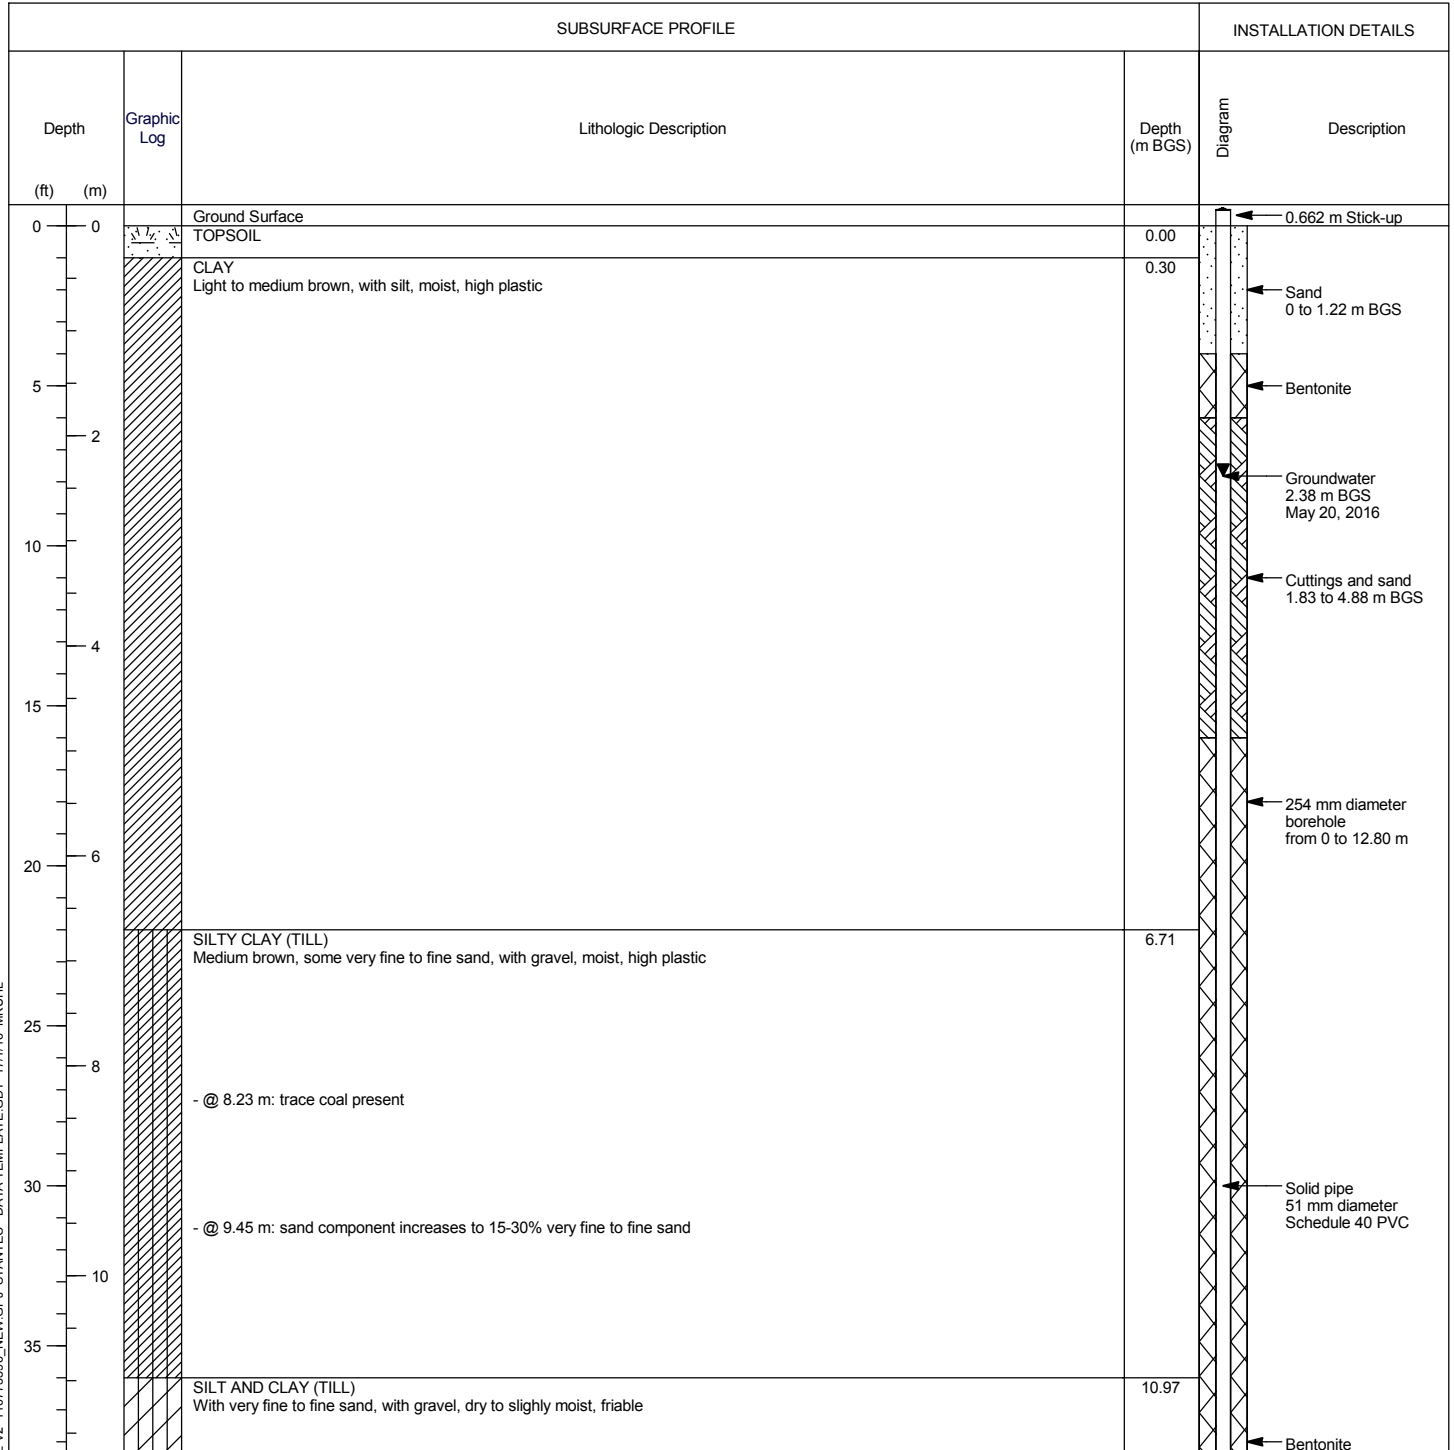 SUBSURFACE PROFILE
INSTALLATION DETAILS
Depth
Graphic
Log
Lithologic Description
Depth
(m BGS)
Diagram
Description
(ft) (m)
Ground Surface
0.662 m Stick-up
0 0
TOPSOIL
0.00
CLAY
0.30
Light to medium brown, with silt, moist, high plastic
Sand
0 to 1.22 m BGS
5
Bentonite
2
Groundwater
2.38 m BGS
May 20, 2016
10
Cuttings and sand
1.83 to 4.88 m BGS
4
15
254 mm diameter
borehole
from 0 to 12.80 m
6
20
SILTY CLAY (TILL)
6.71
Medium brown, some very fine to fine sand, with gravel, moist, high plastic
25
8
- @ 8.23 m: trace coal present
30
Solid pipe
51 mm diameter
Schedule 40 PVC
- @ 9.45 m: sand component increases to 15-30% very fine to fine sand
10
35
SILT AND CLAY (TILL)
10.97
With very fine to fine sand, with gravel, dry to slighly moist, friable
Bentonite